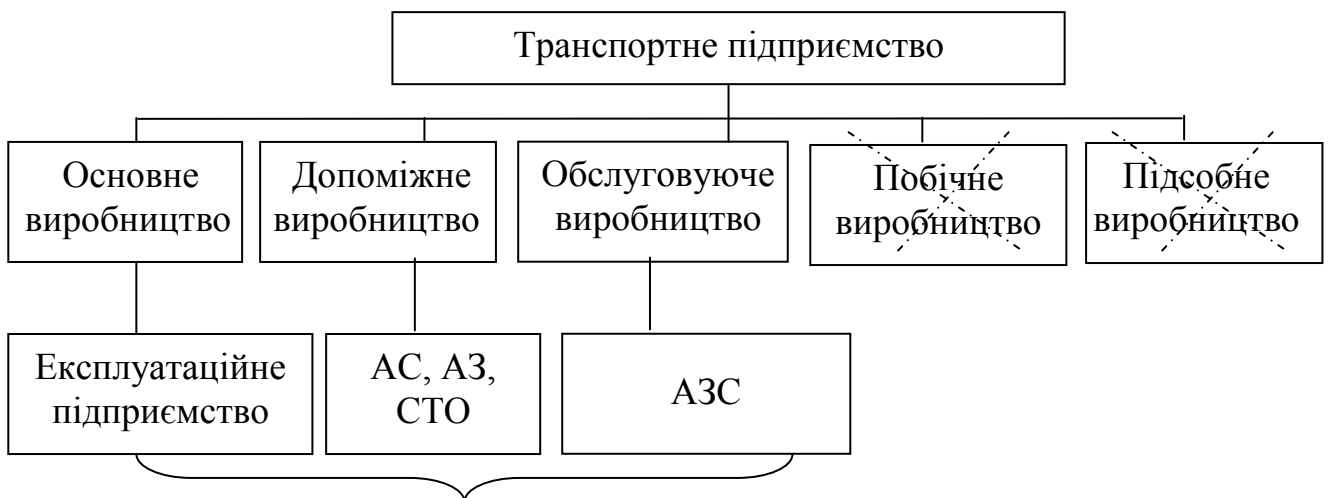 Транспортне підприємство
Основне
виробництво
Допоміжне
виробництво
Обслуговуюче
виробництво
Побічне
виробництво
Підсобне
виробництво
Експлуатаційне
підприємство
АС, АЗ,
СТО
АЗС